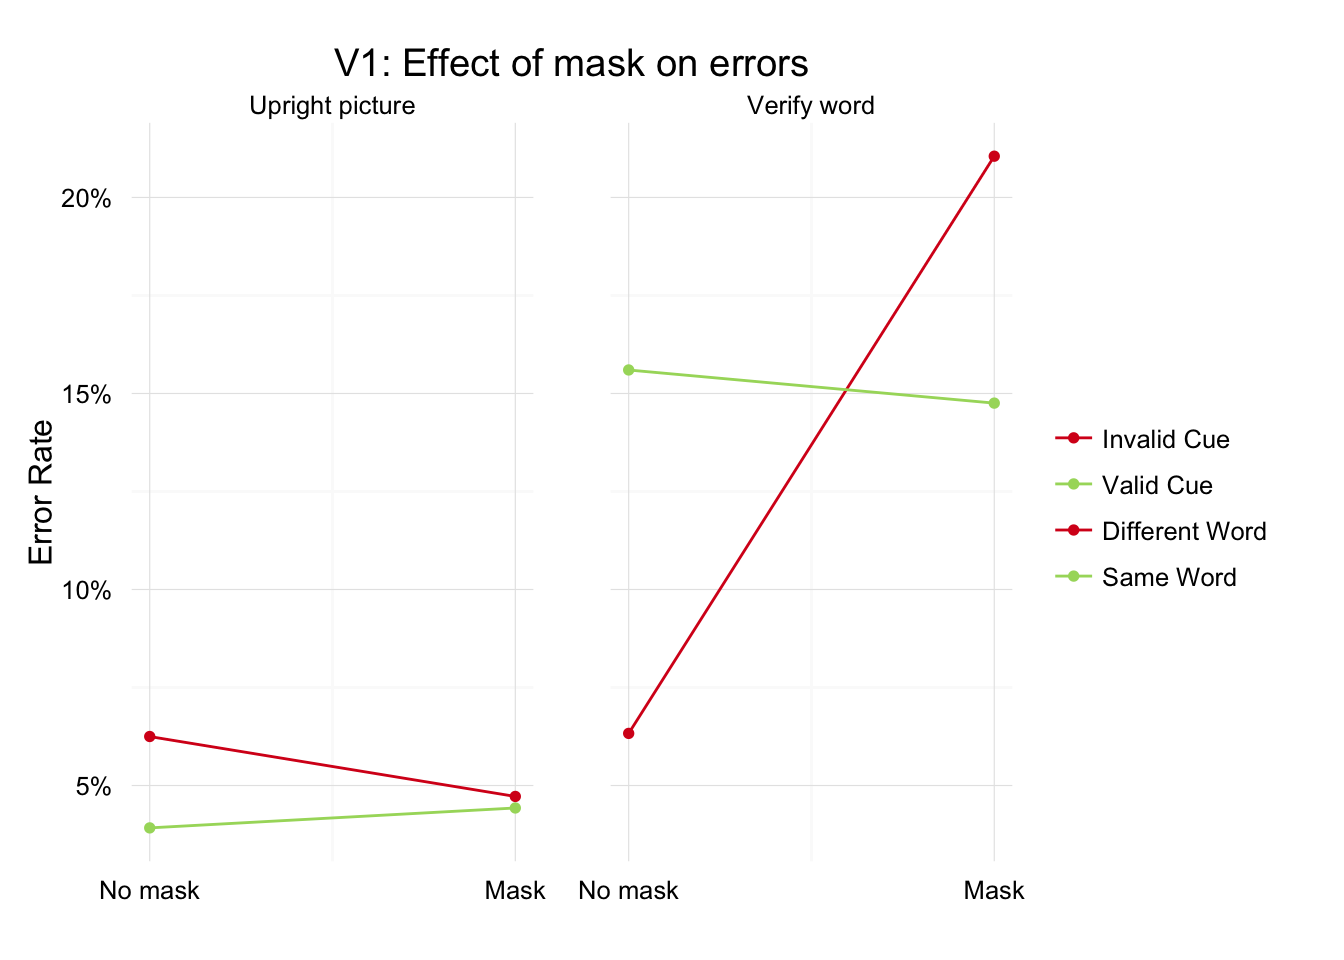 V1: Effect of mask on errors
Upright picture
Verify word
20%
15%
10%
5%
Error Rate
No mask
Mask
No mask
Mask
Invalid Cue
Valid Cue
Different Word
Same Word